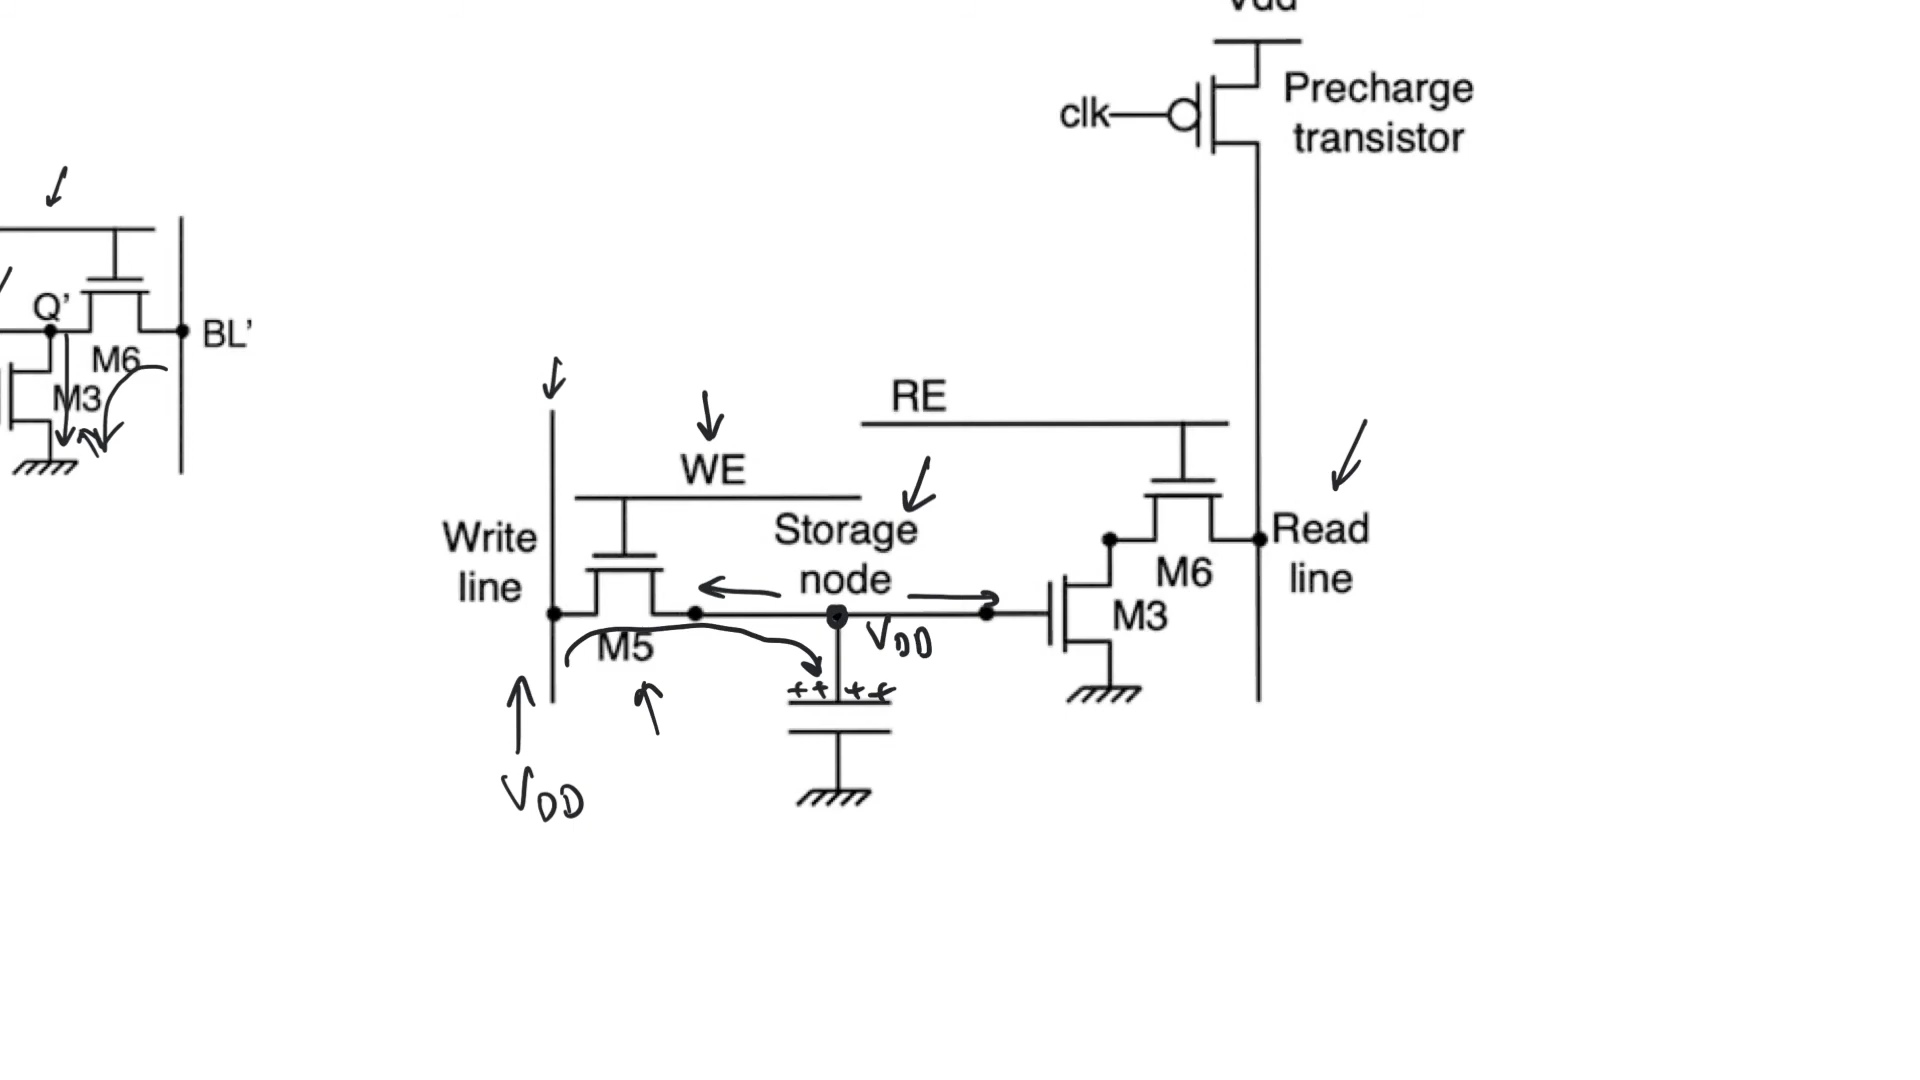 Vdd
clk
Precharge
transistor
Q'
BL'
M6
M3
RE
WE
Write
line
Storage
node
Read
line
M6
M3
M5
VDD
++ ++
VDD